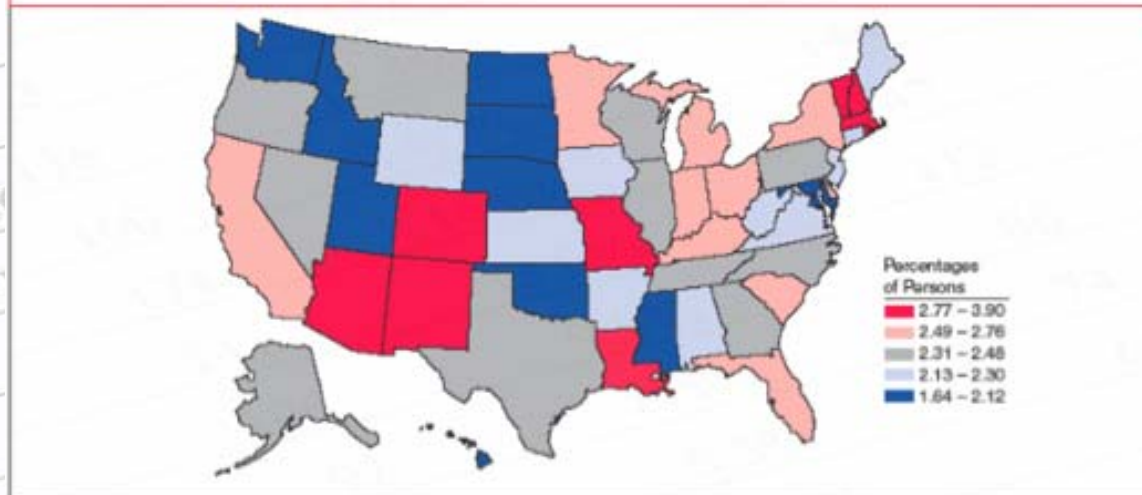 Percentages
of Persons
2.77 – 3.90
2.49 – 2.76
2.31 – 2.48
2.13 – 2.30
1.64 – 2.12